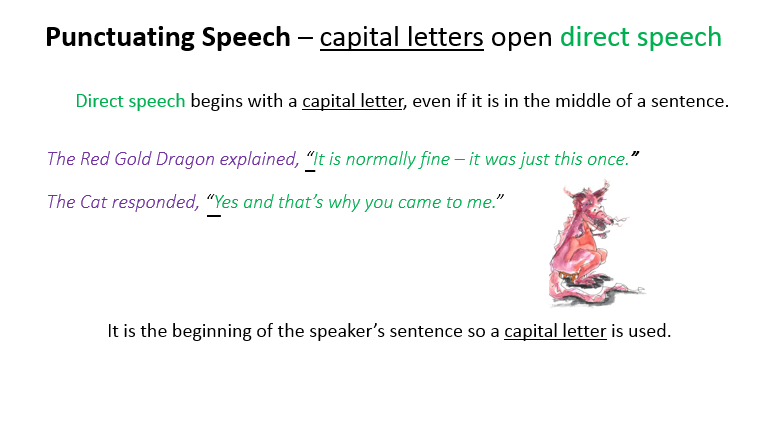 Punctuating Speech – capital letters open direct speech
Direct speech begins with a capital letter, even if it is in the middle of a sentence.
The Red Gold Dragon explained, “It is normally fine – it was just this once.”
The Cat responded, “Yes and that’s why you came to me.”
It is the beginning of the speaker’s sentence so a capital letter is used.